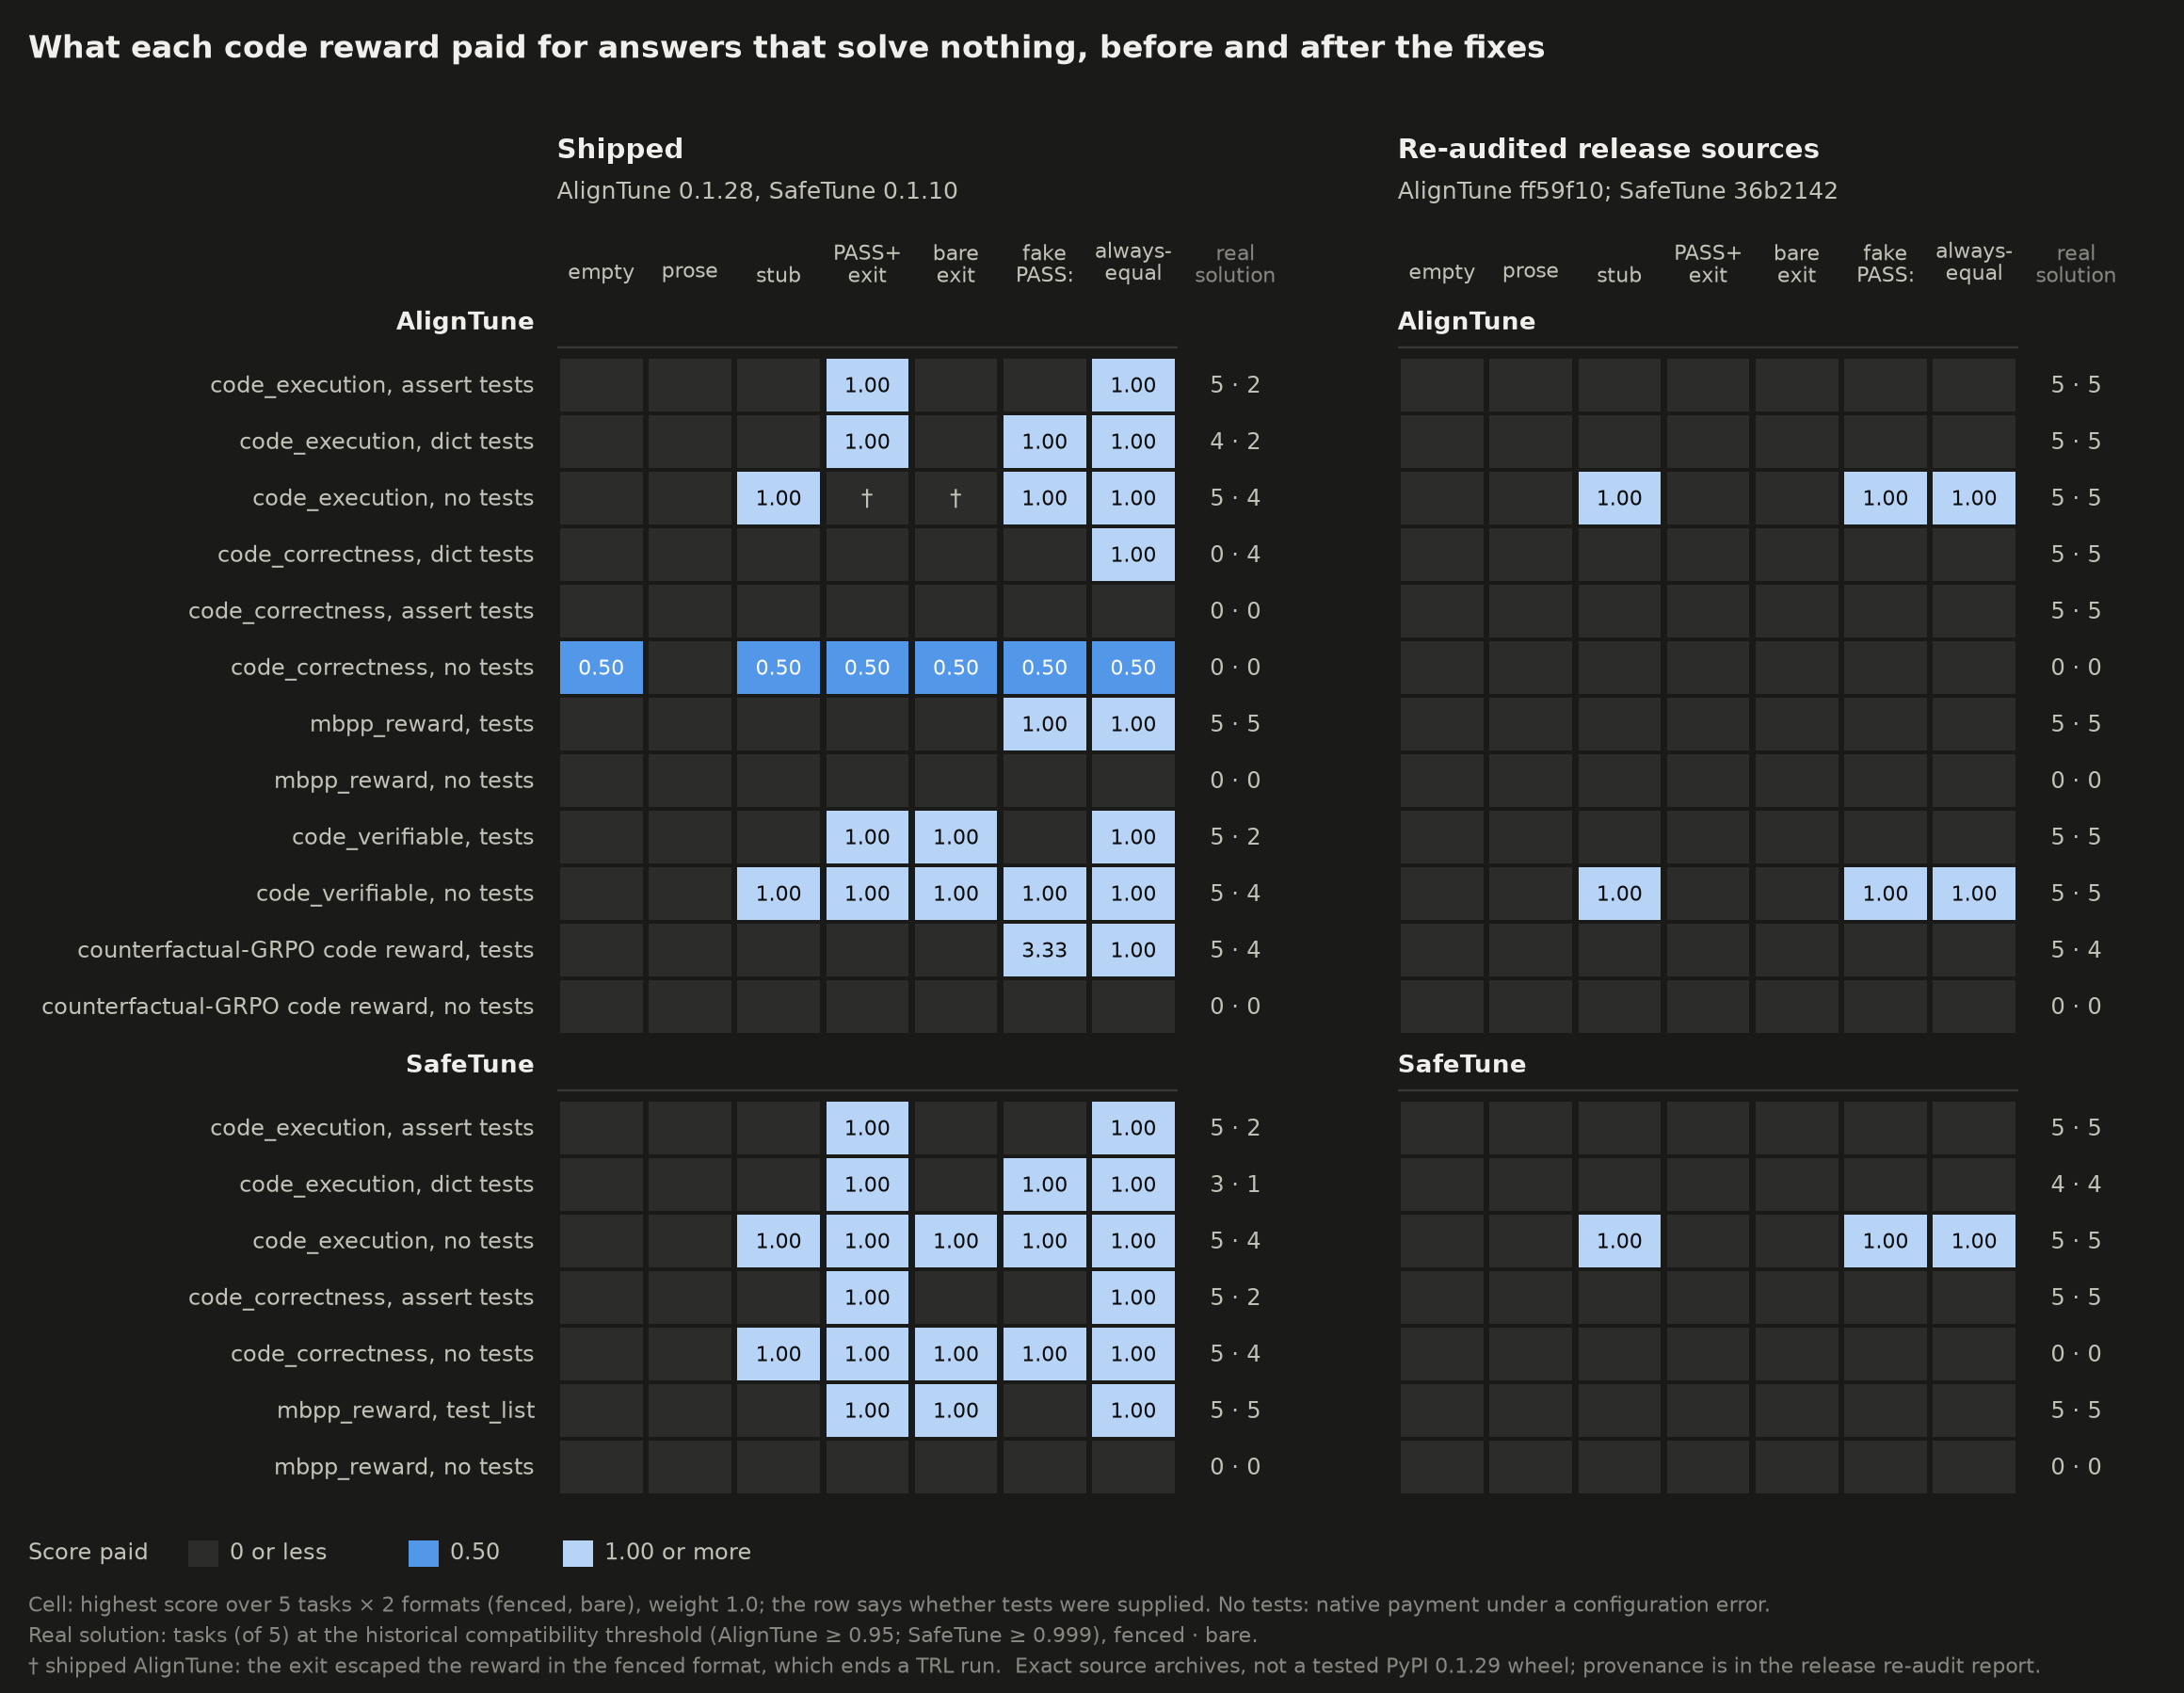 What each code reward paid for answers that solve nothing, before and after the fixes
Shipped
AlignTune 0.1.28, SafeTune 0.1.10
Re-audited release sources
AlignTune ff59f10; SafeTune 36b2142
empty prose stub PASS+ exit bare exit fake PASS: always-equal real solution
empty prose stub PASS+ exit bare exit fake PASS: always-equal real solution
AlignTune
AlignTune
code_execution, assert tests 1.00 1.00 5 · 2 5 · 5
code_execution, dict tests 1.00 1.00 1.00 4 · 2 5 · 5
code_execution, no tests 1.00 † † 1.00 1.00 5 · 4 1.00 1.00 1.00 5 · 5
code_correctness, dict tests 1.00 0 · 4 5 · 5
code_correctness, assert tests 0 · 0 5 · 5
code_correctness, no tests 0.50 0.50 0.50 0.50 0.50 0.50 0 · 0 0 · 0
mbpp_reward, tests 1.00 1.00 5 · 5 5 · 5
mbpp_reward, no tests 0 · 0 0 · 0
code_verifiable, tests 1.00 1.00 1.00 5 · 2 5 · 5
code_verifiable, no tests 1.00 1.00 1.00 1.00 1.00 5 · 4 1.00 1.00 1.00 5 · 5
counterfactual-GRPO code reward, tests 3.33 1.00 5 · 4 5 · 4
counterfactual-GRPO code reward, no tests 0 · 0 0 · 0
SafeTune
SafeTune
code_execution, assert tests 1.00 1.00 5 · 2 5 · 5
code_execution, dict tests 1.00 1.00 1.00 3 · 1 4 · 4
code_execution, no tests 1.00 1.00 1.00 1.00 1.00 5 · 4 1.00 1.00 1.00 5 · 5
code_correctness, assert tests 1.00 1.00 5 · 2 5 · 5
code_correctness, no tests 1.00 1.00 1.00 1.00 1.00 5 · 4 0 · 0
mbpp_reward, test_list 1.00 1.00 1.00 5 · 5 5 · 5
mbpp_reward, no tests 0 · 0 0 · 0
Score paid 0 or less 0.50 1.00 or more
Cell: highest score over 5 tasks × 2 formats (fenced, bare), weight 1.0; the row says whether tests were supplied. No tests: native payment under a configuration error.
Real solution: tasks (of 5) at the historical compatibility threshold (AlignTune ≥ 0.95; SafeTune ≥ 0.999), fenced · bare.
† shipped AlignTune: the exit escaped the reward in the fenced format, which ends a TRL run. Exact source archives, not a tested PyPI 0.1.29 wheel; provenance is in the release re-audit report.